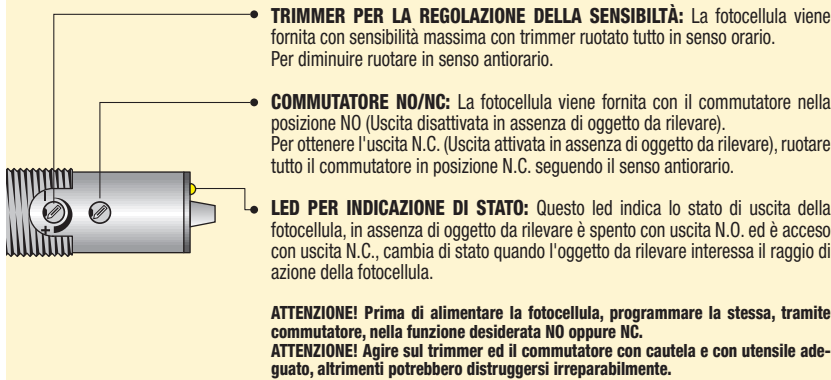 TRIMMER PER LA REGOLAZIONE DELLA SENSIBILTÀ: La fotocellula viene
fornita con sensibilità massima con trimmer ruotato tutto in senso orario.
Per diminuire ruotare in senso antiorario.
COMMUTATORE NO/NC: La fotocellula viene fornita con il commutatore nella
posizione NO (Uscita disattivata in assenza di oggetto da rilevare).
Per ottenere l'uscita N.C. (Uscita attivata in assenza di oggetto da rilevare), ruotare
tutto il commutatore in posizione N.C. seguendo il senso antiorario.
- 
+
LED PER INDICAZIONE DI STATO: Questo led indica lo stato di uscita della
fotocellula, in assenza di oggetto da rilevare è spento con uscita N.O. ed è acceso
con uscita N.C., cambia di stato quando l'oggetto da rilevare interessa il raggio di
azione della fotocellula.
ATTENZIONE! Prima di alimentare la fotocellula, programmare la stessa, tramite
commutatore, nella funzione desiderata NO oppure NC.
ATTENZIONE! Agire sul trimmer ed il commutatore con cautela e con utensile ade-
guato, altrimenti potrebbero distruggersi irreparabilmente.